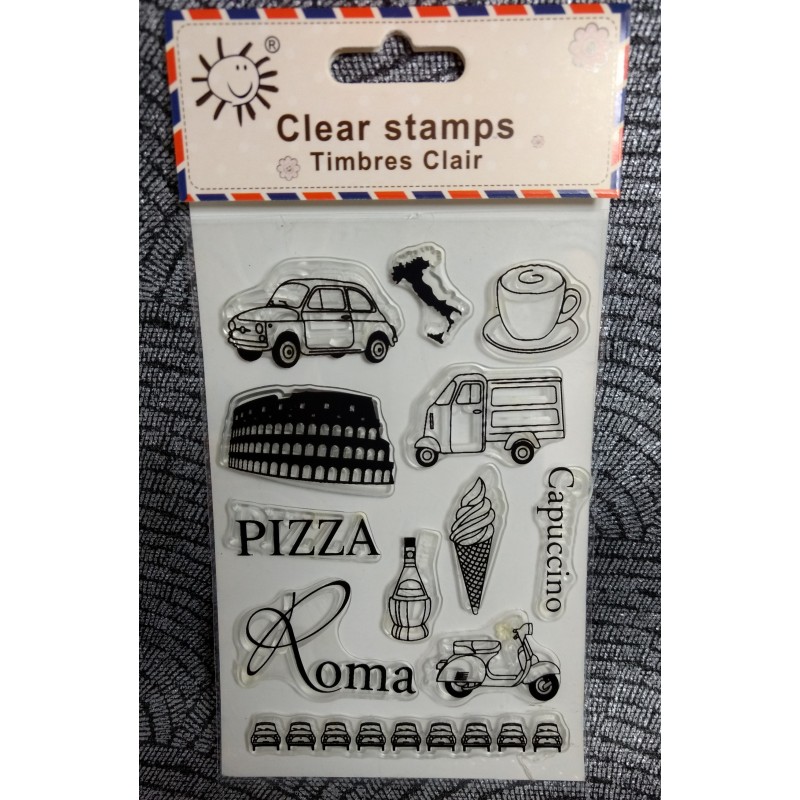 ®
Clear stamps
Timbres Clair
PIZZA
Capuccino
Roma